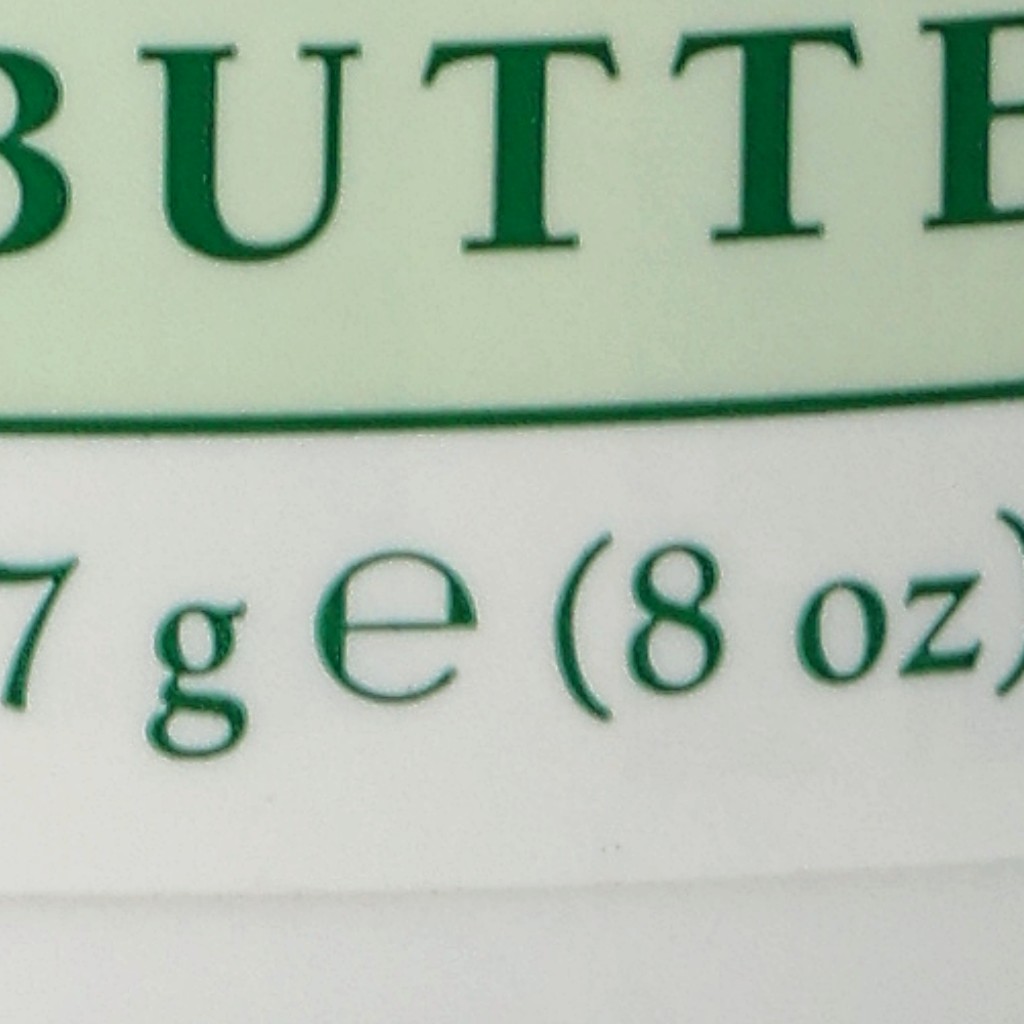 BUTTE
7 g ℮ (8 oz)